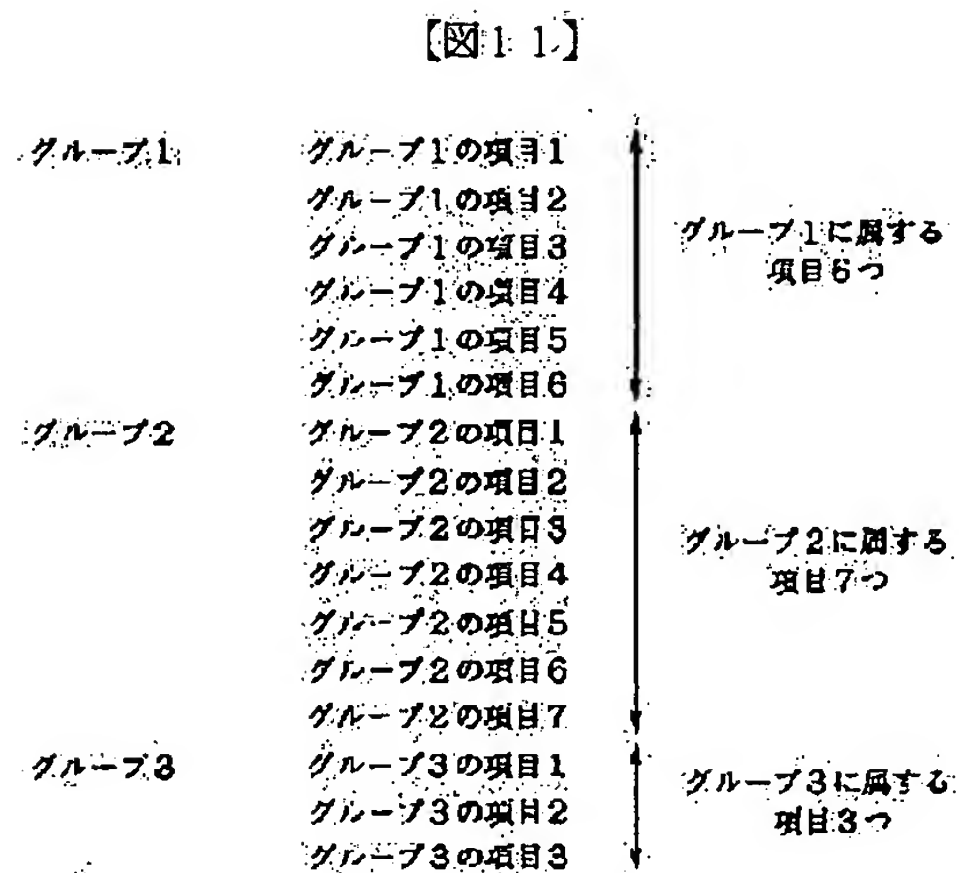 【図11】
グループ1 グループ1の項目1
グループ1の項目2
グループ1の項目3
グループ1の項目4
グループ1の項目5
グループ1の項目6
グループ1に属する
項目6つ
グループ2 グループ2の項目1
グループ2の項目2
グループ2の項目3
グループ2の項目4
グループ2の項目5
グループ2の項目6
グループ2の項目7
グループ2に属する
項目7つ
グループ3 グループ3の項目1
グループ3の項目2
グループ3の項目3
グループ3に属する
項目3つ